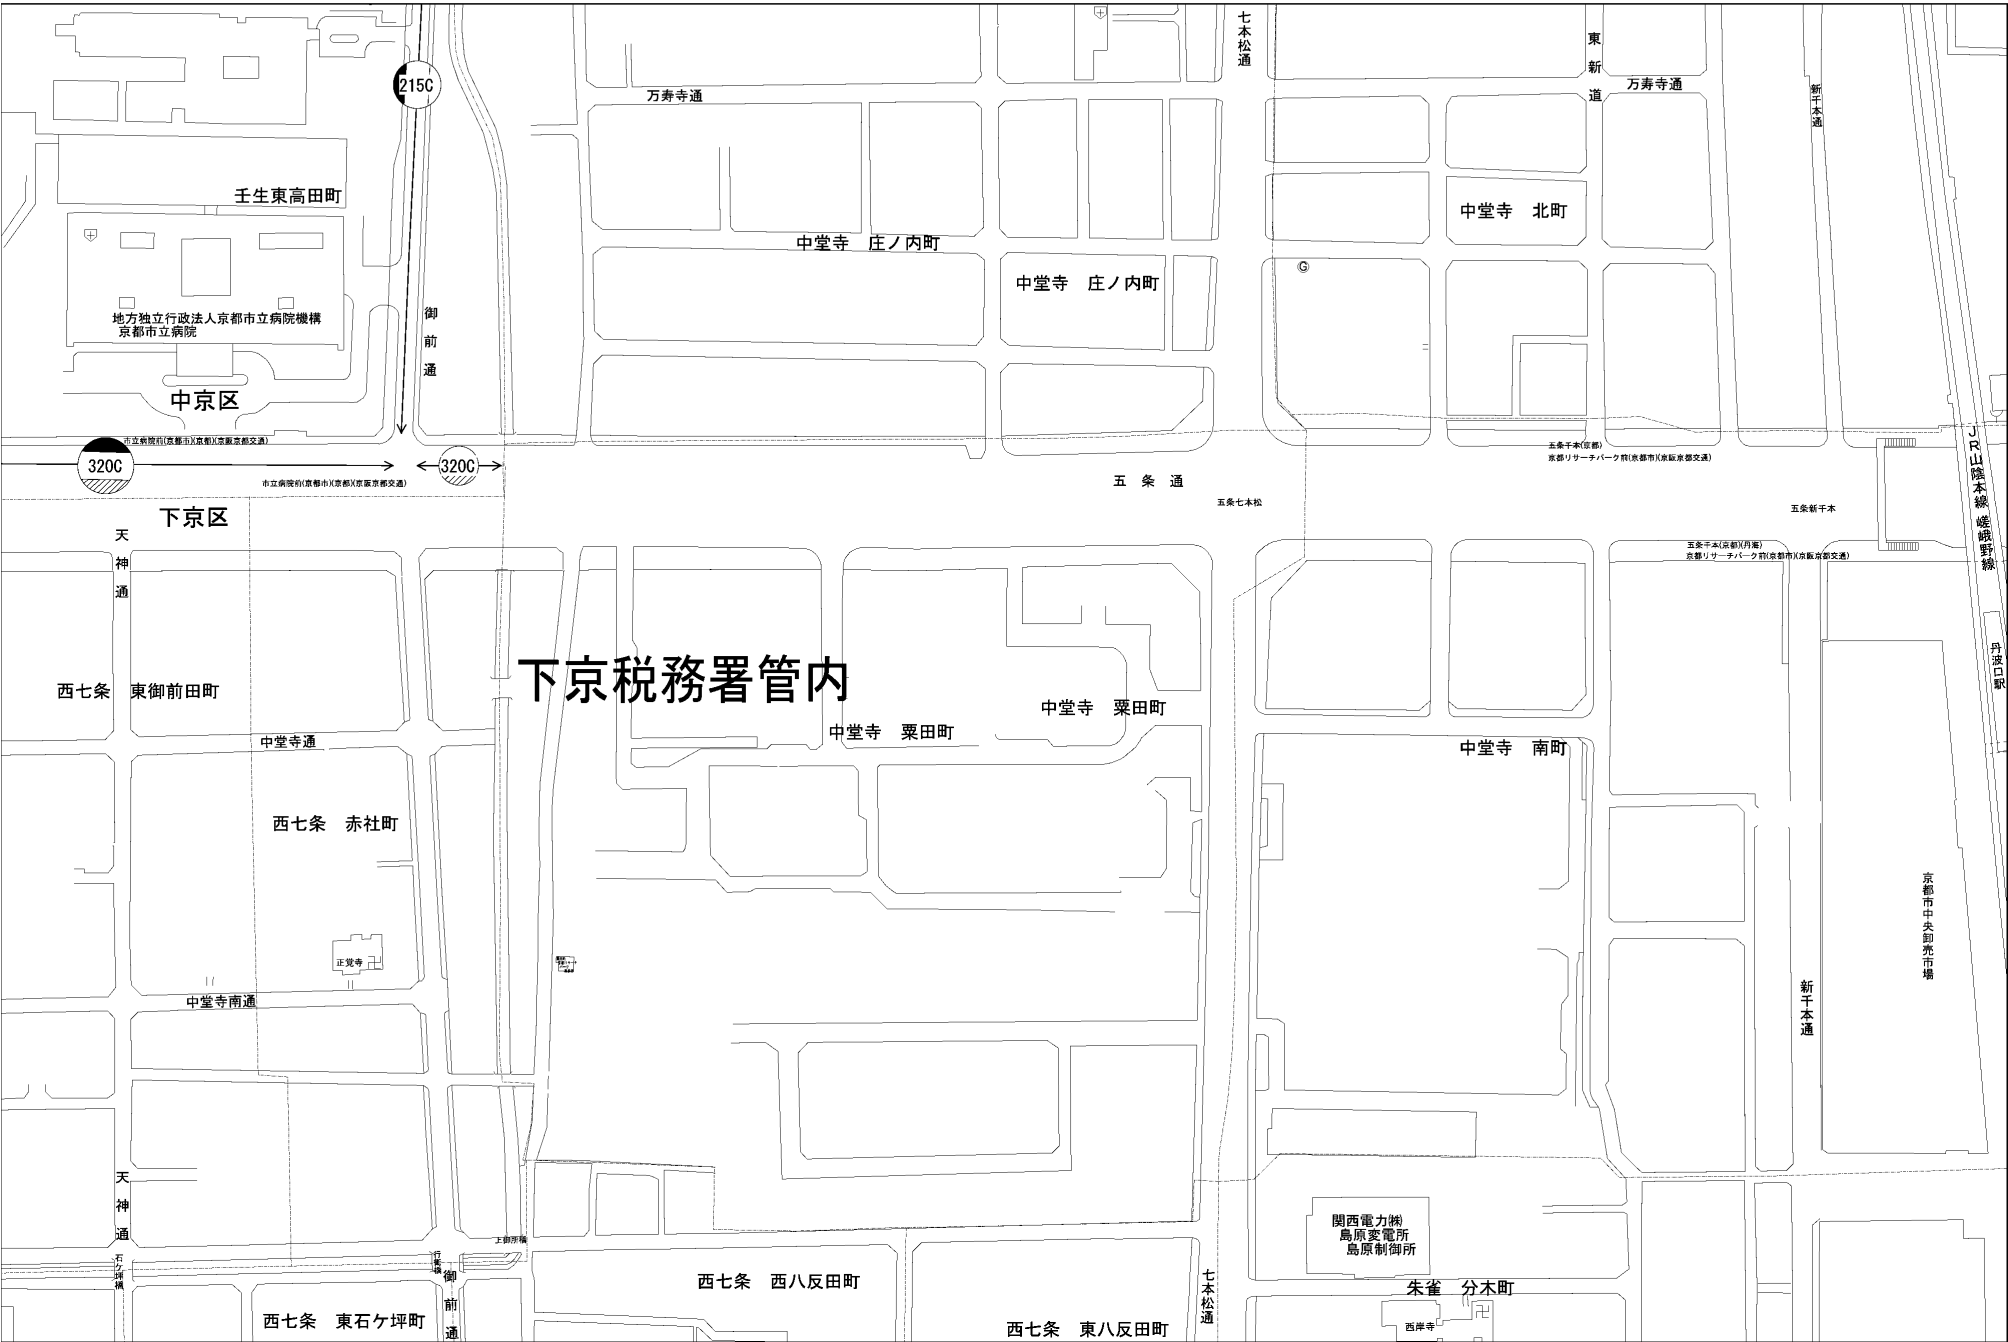 七本松通
東新道
215C
万寿寺通
万寿寺通
新千本通
壬生東高田町
中堂寺　北町
中堂寺　庄ノ内町
中堂寺　庄ノ内町
G
地方独立行政法人京都市立病院機構
京都市立病院
御前通
中京区
市立病院前(京都市)(京都)(京阪京都交通)
320C
320C
市立病院前(京都市)(京都)(京阪京都交通)
五条千本(京都)
京都リサーチパーク前(京都市)(京阪京都交通)
JR山陰本線 嵯峨野線
五条通
五条七本松
五条新千本
下京区
天神通
五条千本(京都)(丹海)
京都リサーチパーク前(京都市)(京阪京都交通)
丹波口駅
下京税務署管内
西七条　東御前田町
中堂寺　粟田町
中堂寺　粟田町
中堂寺通
中堂寺　南町
西七条　赤社町
京都市中央卸売市場
正覚寺
中堂寺南通
新千本通
天神通
関西電力㈱
島原変電所
島原制御所
上御所橋
石ケ坪橋
御前通
西七条　西八反田町
七本松通
朱雀　分木町
西七条　東石ケ坪町
西七条　東八反田町
西岸寺